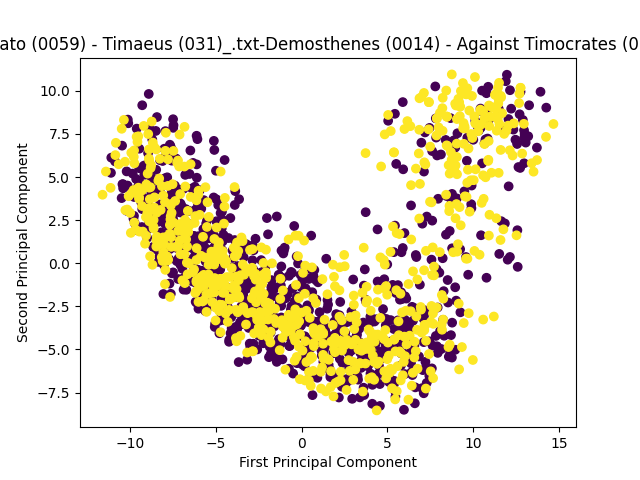 ato (0059) - Timaeus (031)_.txt-Demosthenes (0014) - Against Timocrates (0
10.0
7.5
5.0
2.5
0.0
−2.5
−5.0
−7.5
Second Principal Component
−10 −5 0 5 10 15
First Principal Component